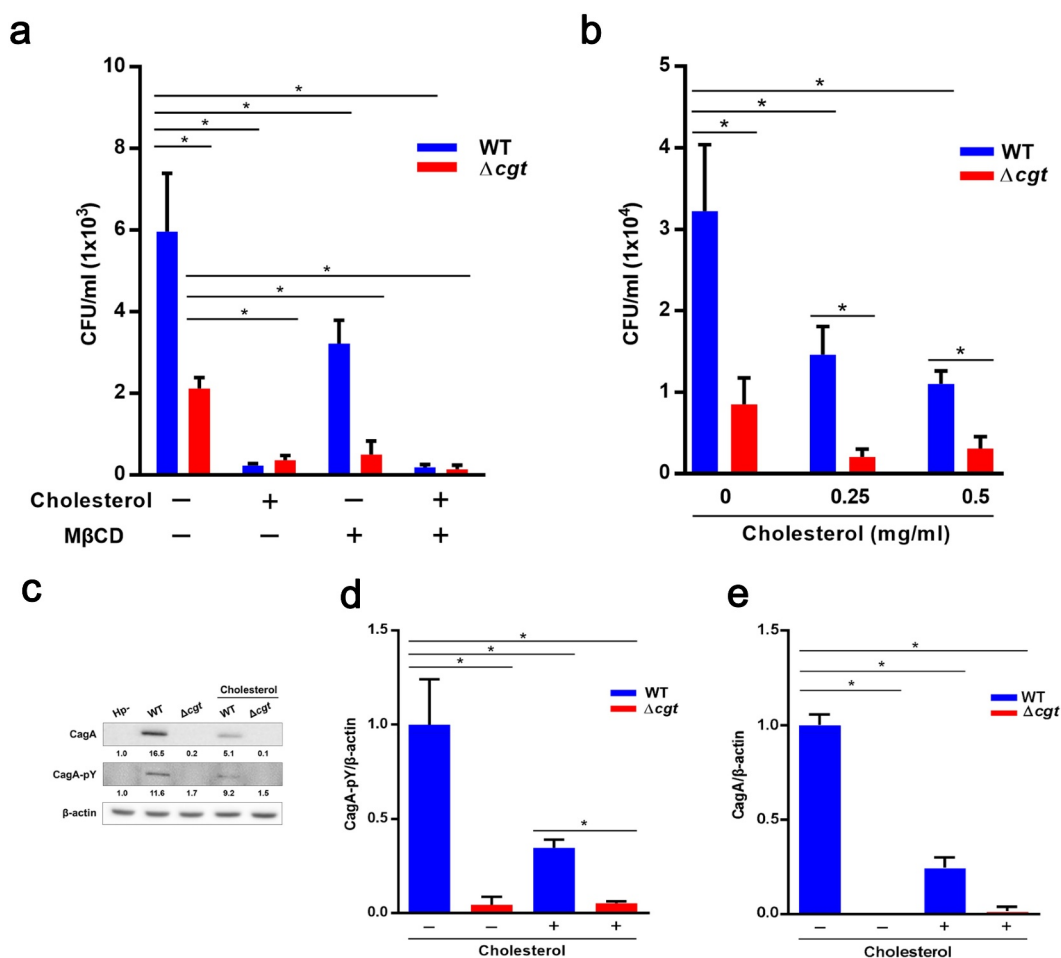 a
10
8
6
4
2
0
CFU/ml (1x10³)
* * * *
* * *
WT
Δcgt
Cholesterol − + − +
MβCD − − + +
b
5
4
3
2
1
0
CFU/ml (1x10⁴)
* * *
* *
WT
Δcgt
0 0.25 0.5
Cholesterol (mg/ml)
c
Cholesterol
Hp- WT Δcgt WT Δcgt
CagA
1.0 16.5 0.2 5.1 0.1
CagA-pY
1.0 11.6 1.7 9.2 1.5
β-actin
d
1.5
1.0
0.5
0.0
CagA-pY/β-actin
* * *
*
WT
Δcgt
− − + +
Cholesterol
e
1.5
1.0
0.5
0.0
CagA/β-actin
* * *
WT
Δcgt
− − + +
Cholesterol